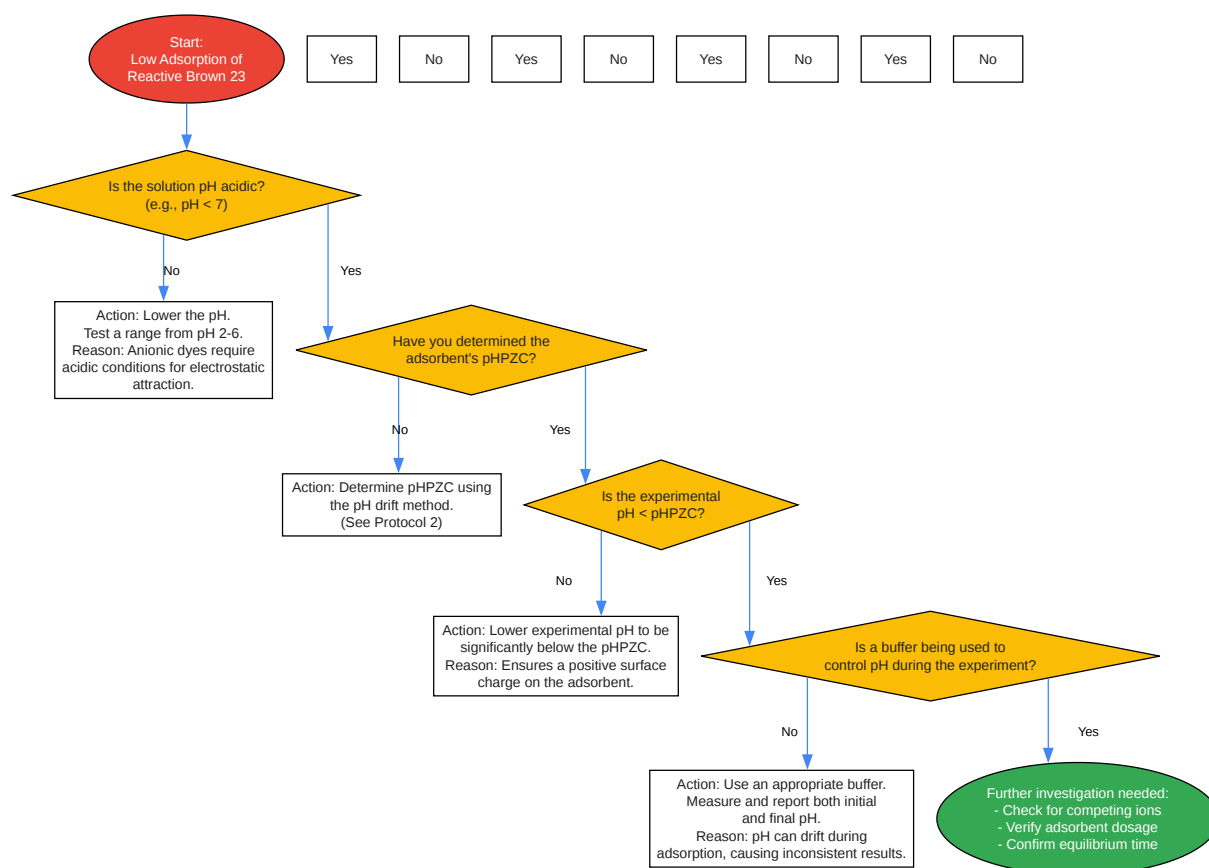 Start:
Low Adsorption of
Reactive Brown 23
Yes
No
Yes
No
Yes
No
Yes
No
Is the solution pH acidic?
(e.g., pH < 7)
No
Yes
Action: Lower the pH.
Test a range from pH 2-6.
Reason: Anionic dyes require
acidic conditions for electrostatic
attraction.
Have you determined the
adsorbent's pHPZC?
No
Yes
Action: Determine pHPZC using
the pH drift method.
(See Protocol 2)
Is the experimental
pH < pHPZC?
No
Yes
Action: Lower experimental pH to be
significantly below the pHPZC.
Reason: Ensures a positive surface
charge on the adsorbent.
Is a buffer being used to
control pH during the experiment?
No
Yes
Action: Use an appropriate buffer.
Measure and report both initial
and final pH.
Reason: pH can drift during
adsorption, causing inconsistent results.
Further investigation needed:
- Check for competing ions
- Verify adsorbent dosage
- Confirm equilibrium time